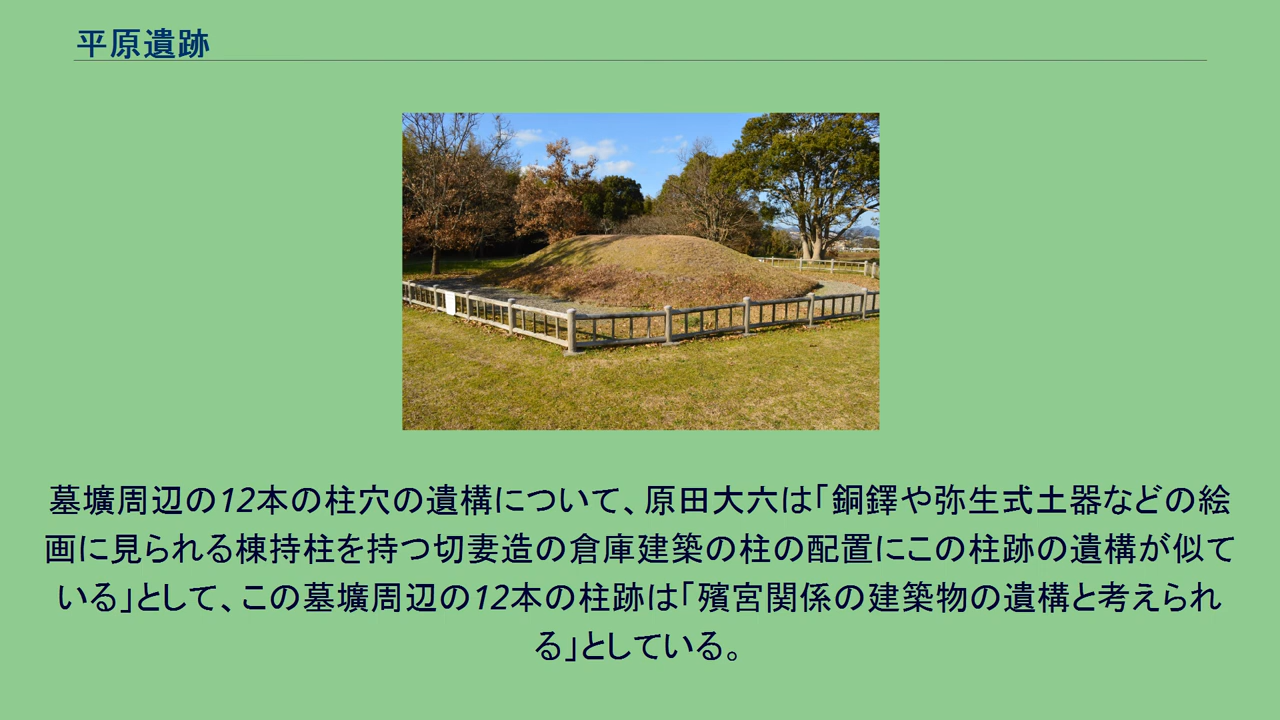 平原遺跡
墓壙周辺の12本の柱穴の遺構について、原田大六は「銅鐸や弥生式土器などの絵
画に見られる棟持柱を持つ切妻造の倉庫建築の柱の配置にこの柱跡の遺構が似て
いる」として、この墓壙周辺の12本の柱跡は「殯宮関係の建築物の遺構と考えられ
る」としている。